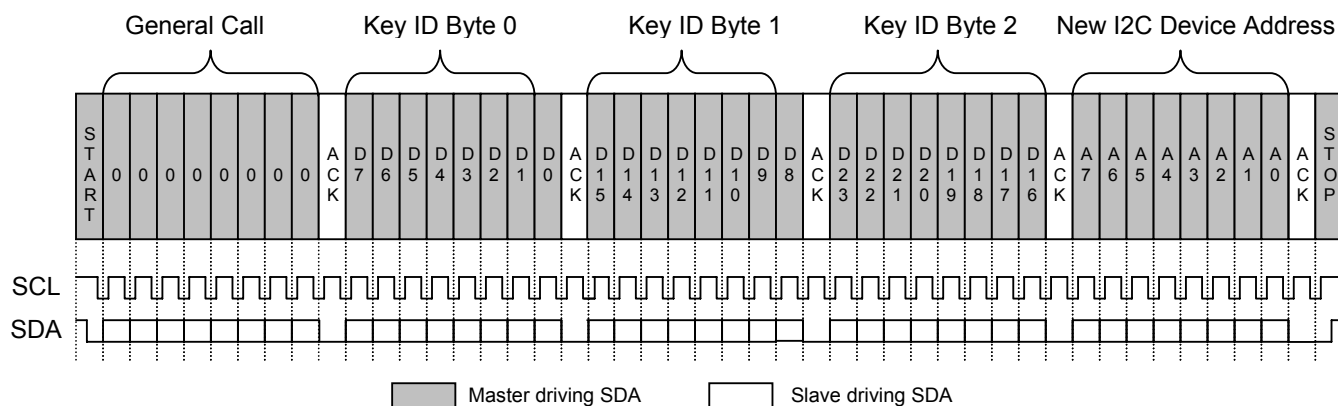 General Call Key ID Byte 0 Key ID Byte 1 Key ID Byte 2 New I2C Device Address
START 0 0 0 0 0 0 0 0 ACK D7 D6 D5 D4 D3 D2 D1 D0 ACK D15 D14 D13 D12 D11 D10 D9 D8 ACK D23 D22 D21 D20 D19 D18 D17 D16 ACK A7 A6 A5 A4 A3 A2 A1 A0 ACK STOP
SCL
SDA
Master driving SDA Slave driving SDA